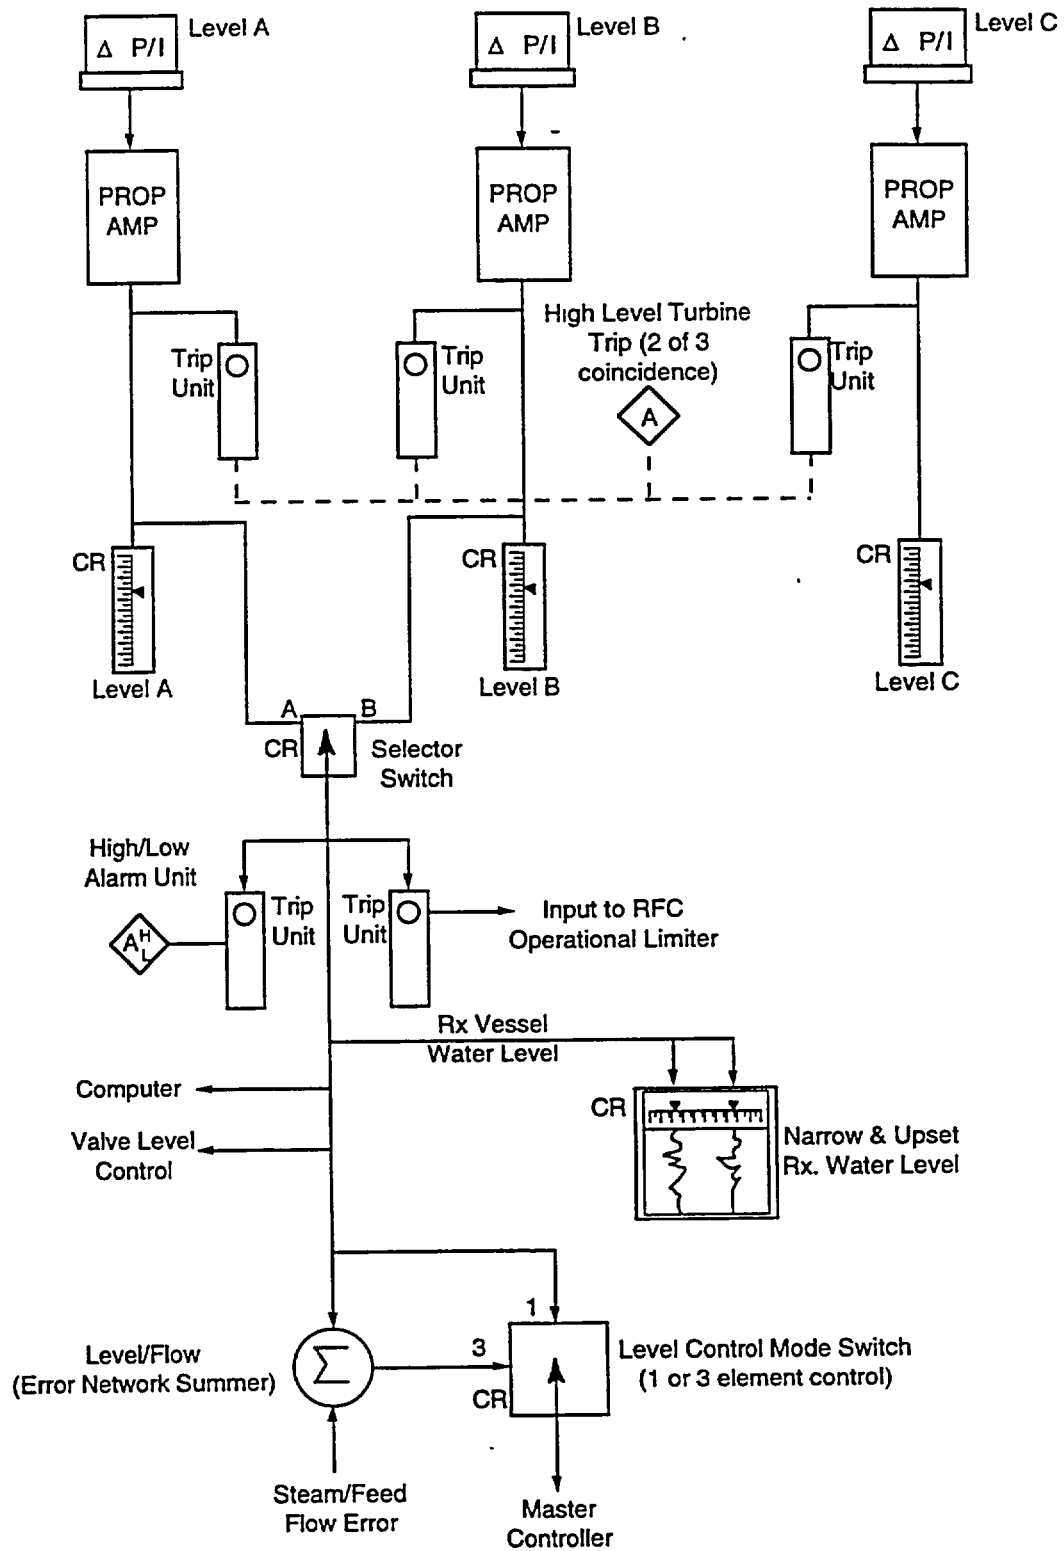 Level A
Δ P/I
Level B
Δ P/I
Level C
Δ P/I
PROP
AMP
PROP
AMP
PROP
AMP
High Level Turbine
Trip (2 of 3
coincidence)
A
Trip
Unit
Trip
Unit
Trip
Unit
CR
Level A
CR
Level B
CR
Level C
A
B
CR
Selector
Switch
High/Low
Alarm Unit
A H L
Trip
Unit
Trip
Unit
Input to RFC
Operational Limiter
Rx Vessel
Water Level
Computer
Valve Level
Control
CR
Narrow & Upset
Rx. Water Level
1
Level/Flow
(Error Network Summer)
Σ
3
CR
Level Control Mode Switch
(1 or 3 element control)
Steam/Feed
Flow Error
Master
Controller